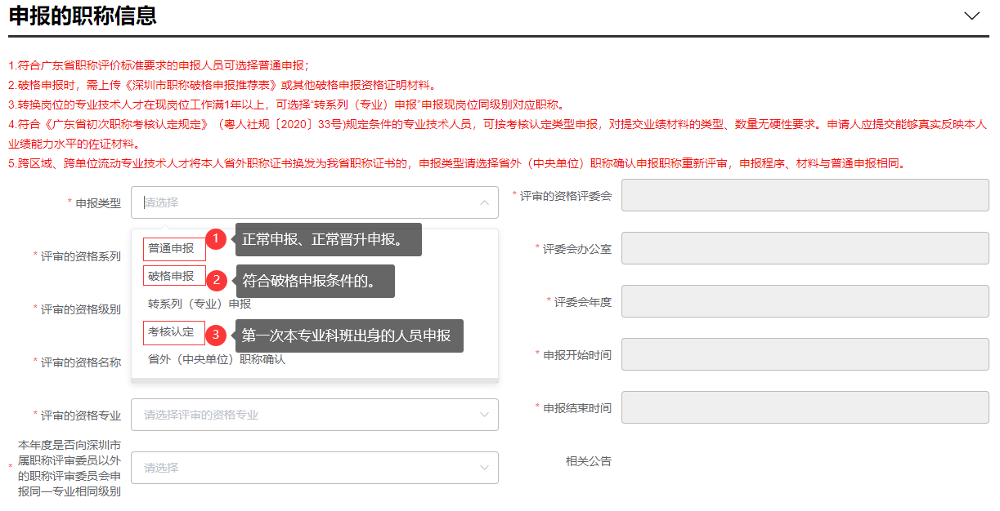 申报的职称信息
1.符合广东省职称评价标准要求的申报人员可选择普通申报；
2.破格申报时，需上传《深圳市职称破格申报推荐表》或其他破格申报资格证明材料。
3.转换岗位的专业技术人才在现岗位工作满1年以上，可选择“转系列（专业）申报”申报现岗位同级别对应职称。
4.符合《广东省初次职称考核认定规定》（粤人社规〔2020〕33号)规定条件的专业技术人员，可按考核认定类型申报，对提交业绩材料的类型、数量无硬性要求。申请人应提交能够真实反映本人
业绩能力水平的佐证材料。
5.跨区域、跨单位流动专业技术人才将本人省外职称证书换发为我省职称证书的，申报类型请选择省外（中央单位）职称确认申报职称重新评审，申报程序、材料与普通申报相同。
* 申报类型
请选择
* 评审的资格评委会
普通申报
1
正常申报、正常晋升申报。
* 评审的资格系列
* 评委会办公室
破格申报
2
符合破格申报条件的。
转系列（专业）申报
* 评审的资格级别
* 评委会年度
考核认定
3
第一次本专业科班出身的人员申报
省外（中央单位）职称确认
* 评审的资格名称
* 申报开始时间
* 评审的资格专业
请选择评审的资格专业
* 申报结束时间
本年度是否向深圳市
属职称评审委员以外
* 的职称评审委员会申
报同一专业相同级别
请选择
相关公告